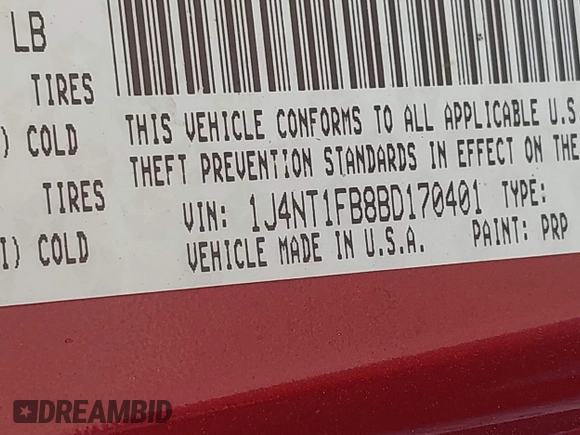 LB
TIRES
) COLD
TIRES
I) COLD
THIS VEHICLE CONFORMS TO ALL APPLICABLE U.S
THEFT PREVENTION STANDARDS IN EFFECT ON THE
VIN: 1J4NT1FB8BD170401 TYPE:
VEHICLE MADE IN U.S.A. PAINT: PRP
DREAMBID